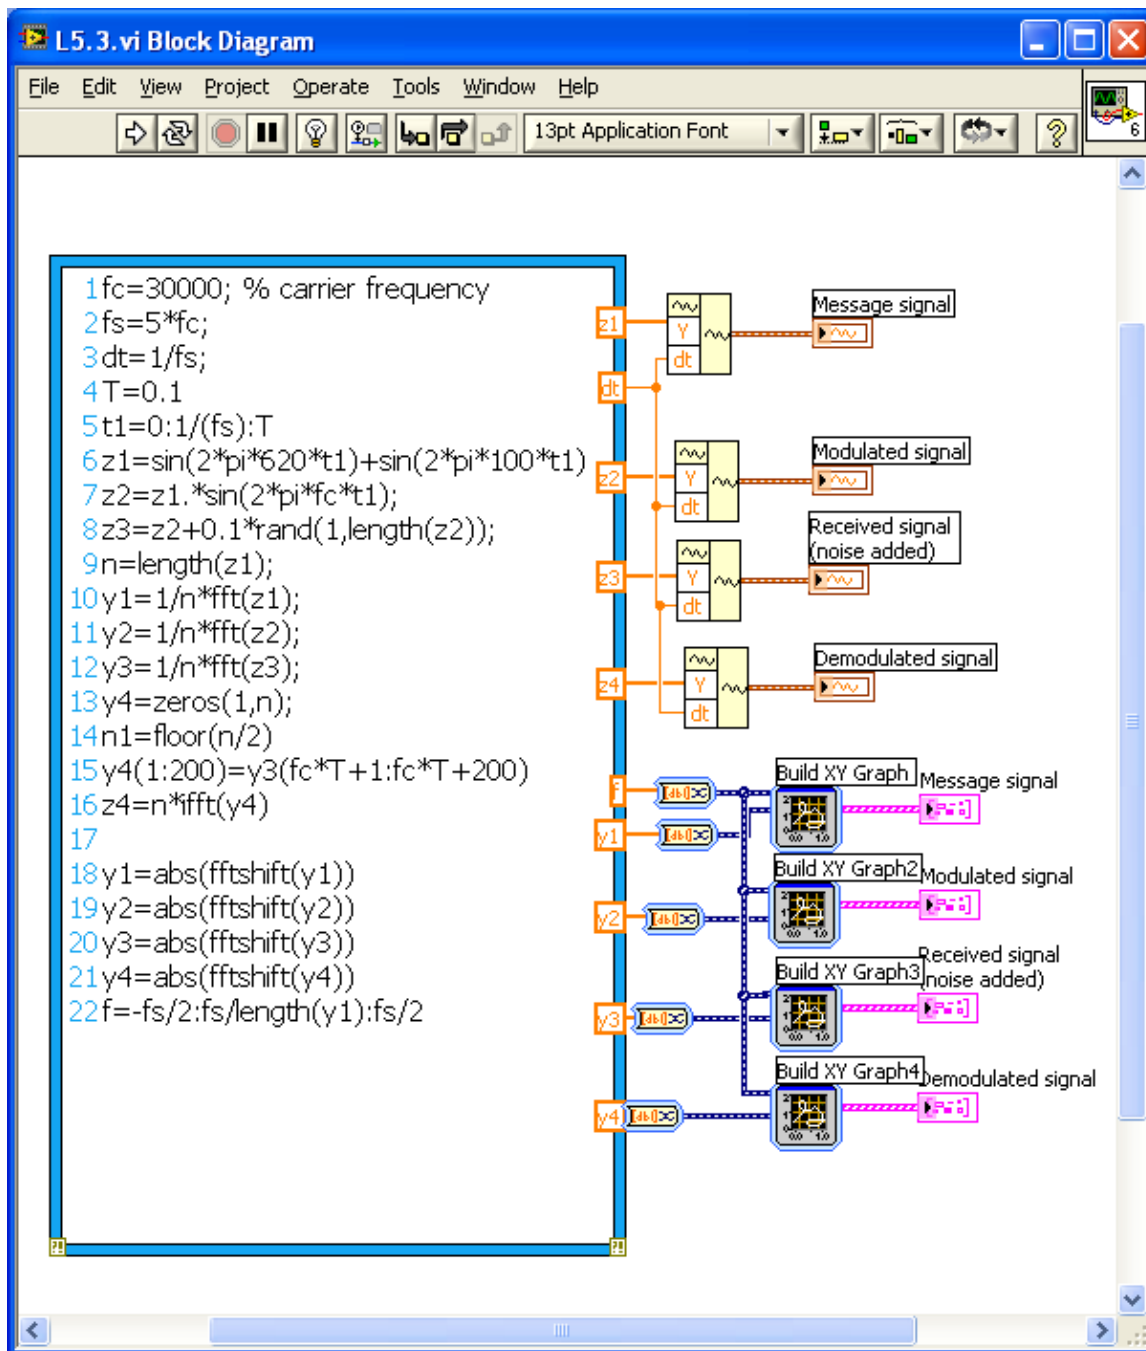 L5.3.vi Block Diagram
File Edit View Project Operate Tools Window Help
13pt Application Font
6
1 fc=30000; % carrier frequency
2 fs=5*fc;
3 dt=1/fs;
4 T=0.1
5 t1=0:1/(fs):T
6 z1=sin(2*pi*620*t1)+sin(2*pi*100*t1)
7 z2=z1.*sin(2*pi*fc*t1);
8 z3=z2+0.1*rand(1,length(z2));
9 n=length(z1);
10 y1=1/n*fft(z1);
11 y2=1/n*fft(z2);
12 y3=1/n*fft(z3);
13 y4=zeros(1,n);
14 n1=floor(n/2)
15 y4(1:200)=y3(fc*T+1:fc*T+200)
16 z4=n*ifft(y4)
17
18 y1=abs(fftshift(y1))
19 y2=abs(fftshift(y2))
20 y3=abs(fftshift(y3))
21 y4=abs(fftshift(y4))
22 f=-fs/2:fs/length(y1):fs/2
z1
dt
z2
z3
z4
f
y1
y2
y3
y4
Y
dt
Message signal
Y
dt
Modulated signal
Y
dt
Received signal
(noise added)
Y
dt
Demodulated signal
Build XY Graph
Message signal
Build XY Graph2
Modulated signal
Build XY Graph3
Received signal
(noise added)
Build XY Graph4
Demodulated signal